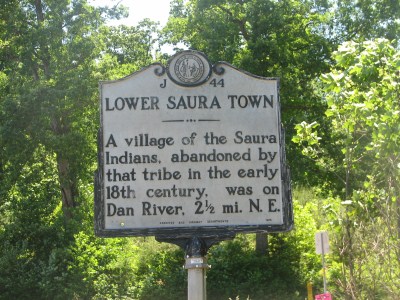 J 44
LOWER SAURA TOWN
A village of the Saura
Indians, abandoned by
that tribe in the early
18th century, was on
Dan River, 2½ mi. N. E.